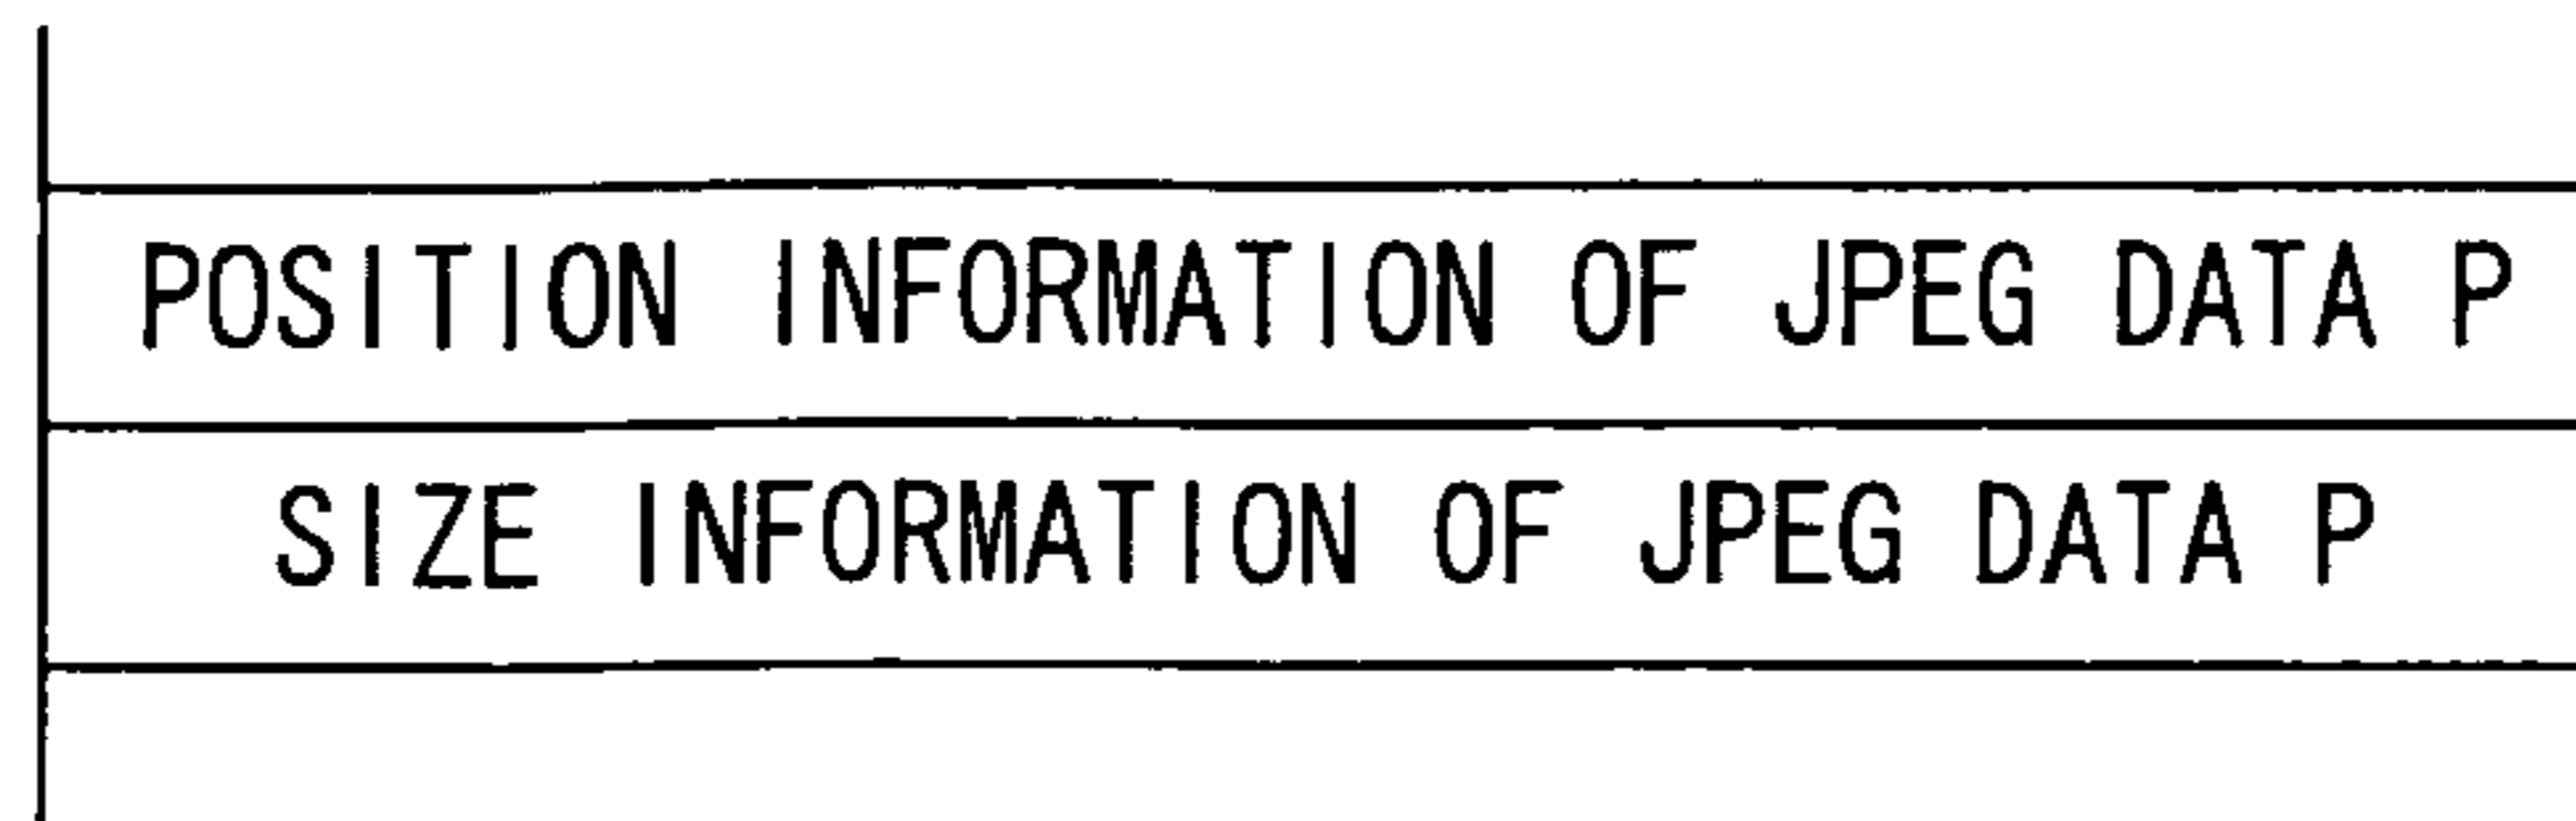 POSITION INFORMATION OF JPEG DATA P
SIZE INFORMATION OF JPEG DATA P